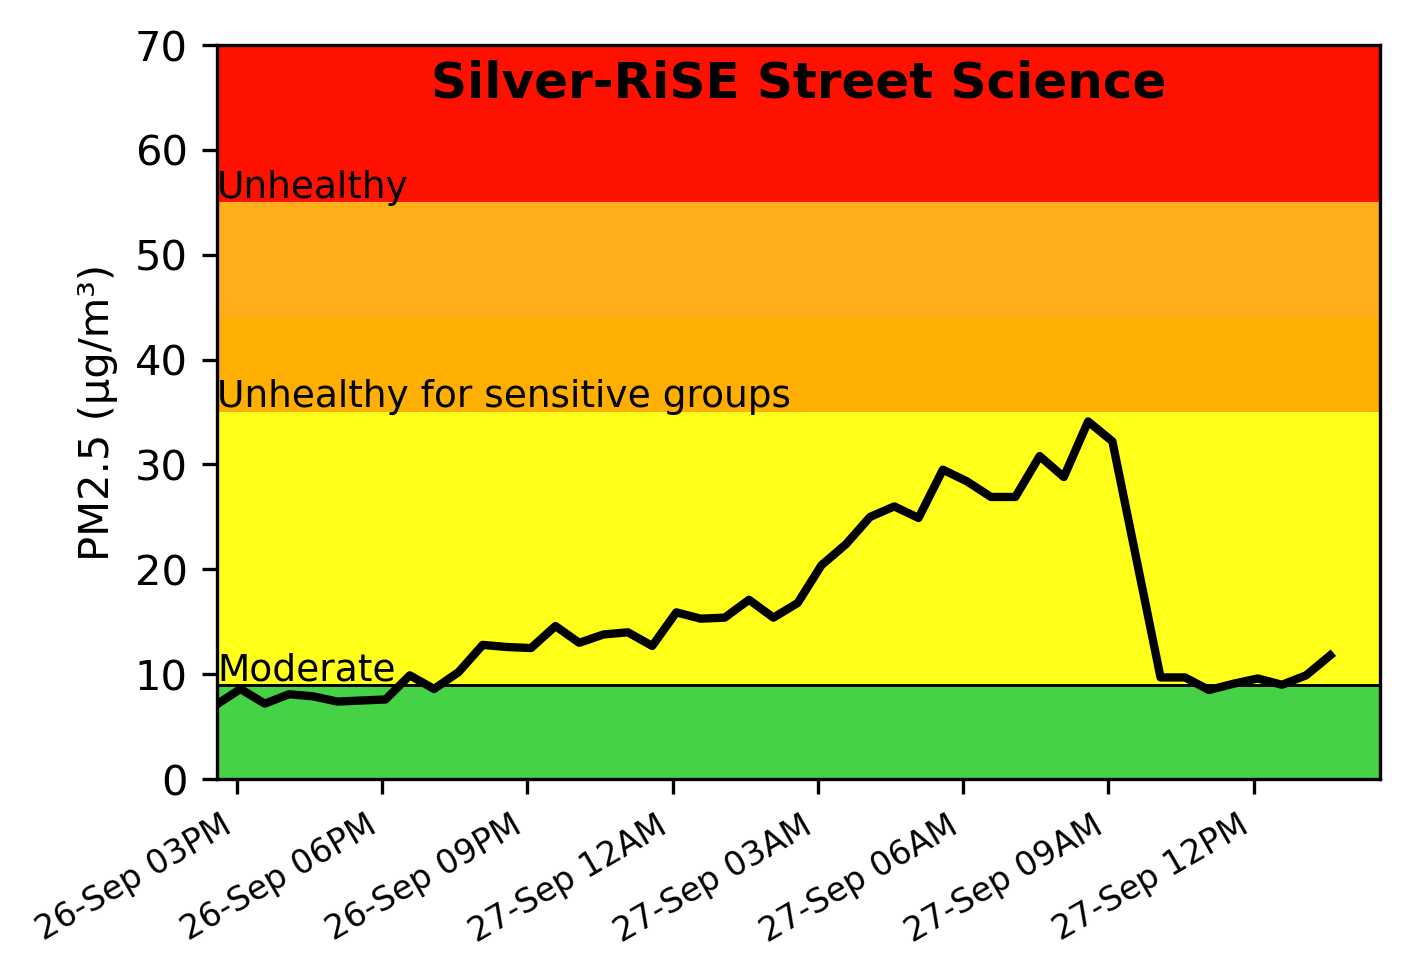 Silver-RiSE Street Science
70
60
Unhealthy
50
40
Unhealthy for sensitive groups
30
20
10
Moderate
0
PM2.5 (µg/m³)
26-Sep 03PM
26-Sep 06PM
26-Sep 09PM
27-Sep 12AM
27-Sep 03AM
27-Sep 06AM
27-Sep 09AM
27-Sep 12PM